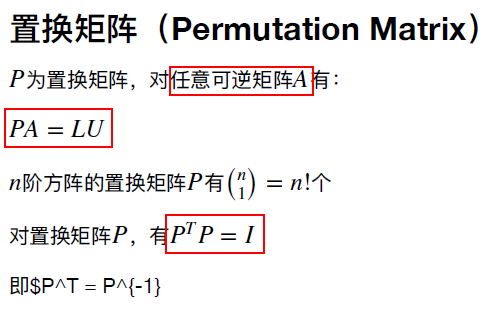 置换矩阵（Permutation Matrix）
P为置换矩阵，对任意可逆矩阵A有：
PA = LU
n阶方阵的置换矩阵P有(n 1) = n!个
对置换矩阵P，有P^T P = I
即$P^T = P^{-1}